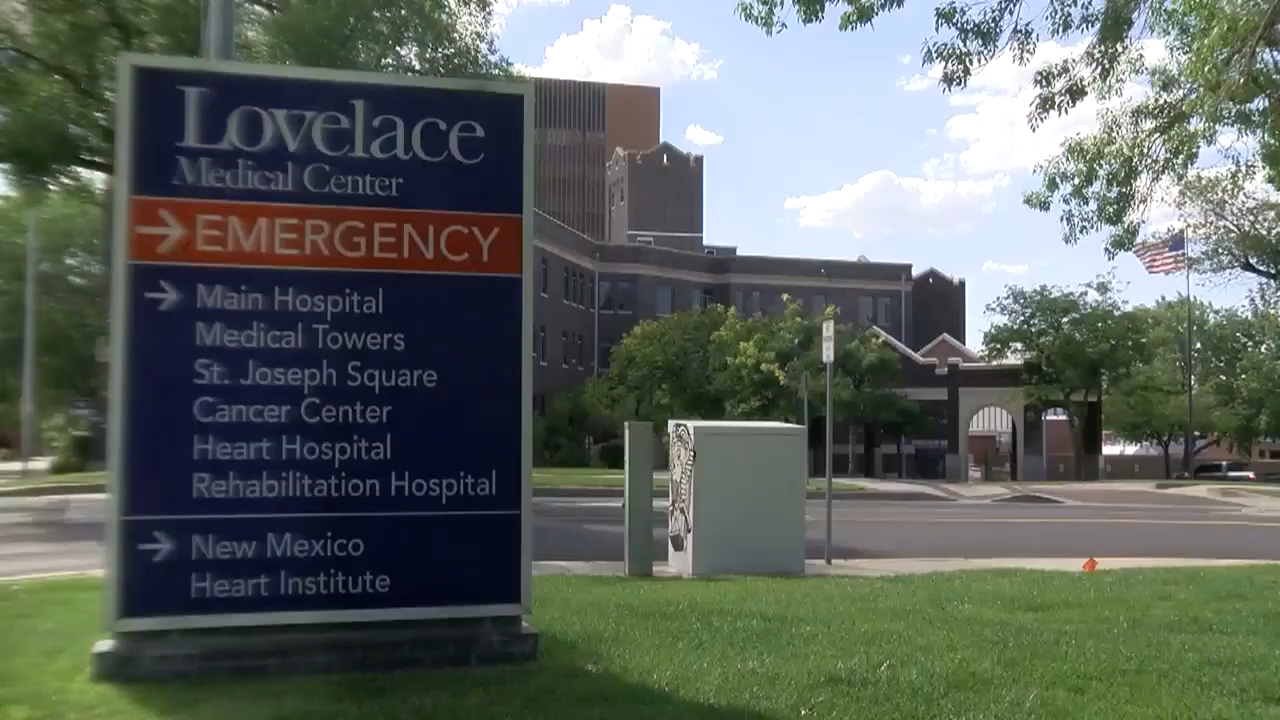 Lovelace
Medical Center
→ EMERGENCY
→ Main Hospital
Medical Towers
St. Joseph Square
Cancer Center
Heart Hospital
Rehabilitation Hospital
→ New Mexico
Heart Institute